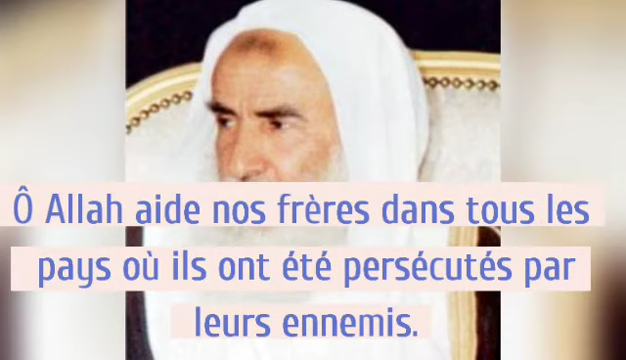 Ô Allah aide nos frères dans tous les
pays où ils ont été persécutés par
leurs ennemis.